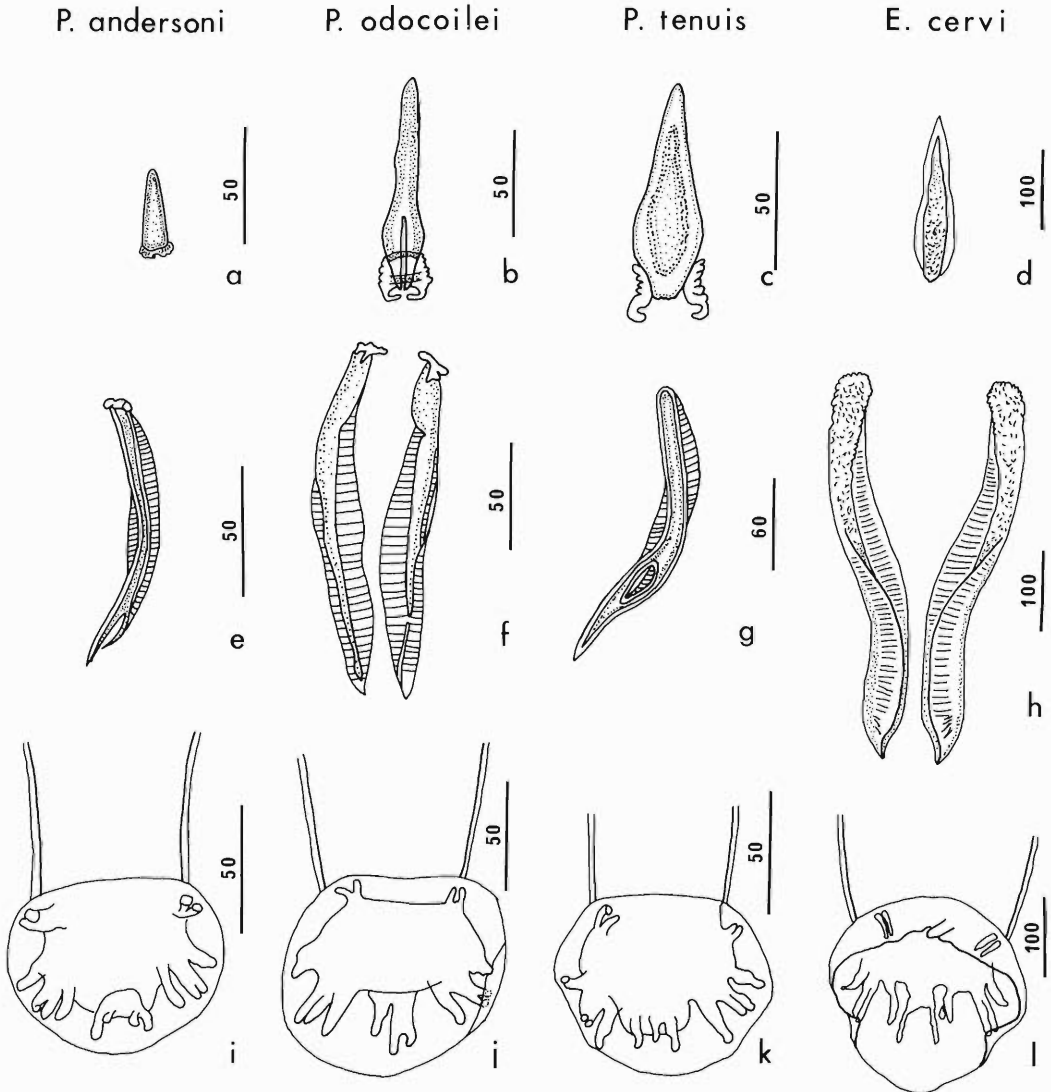 P. andersoni P. odocoilei P. tenuis E. cervi
50 50 50 100
a b c d
50 50 60 100
e f g h
50 50 50 100
i j k l